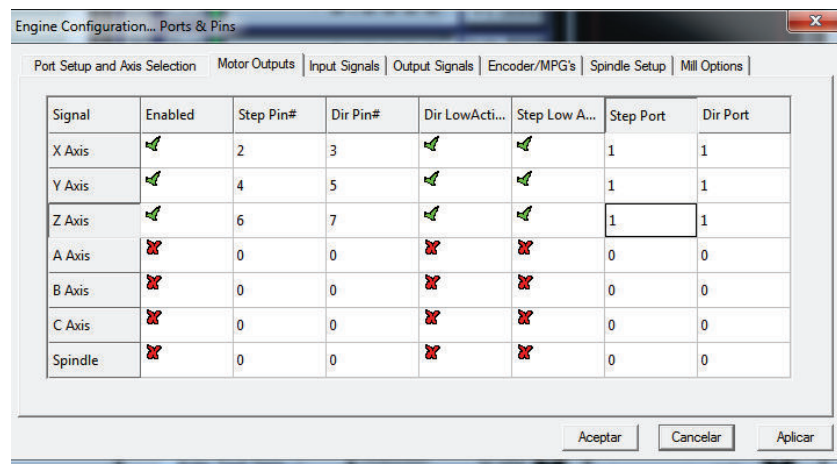 Engine Configuration... Ports & Pins
Port Setup and Axis Selection Motor Outputs Input Signals Output Signals Encoder/MPG's Spindle Setup Mill Options
Signal Enabled Step Pin# Dir Pin# Dir LowActi... Step Low A... Step Port Dir Port
X Axis 2 3 1 1
Y Axis 4 5 1 1
Z Axis 6 7 1 1
A Axis 0 0 0 0
B Axis 0 0 0 0
C Axis 0 0 0 0
Spindle 0 0 0 0
Aceptar Cancelar Aplicar